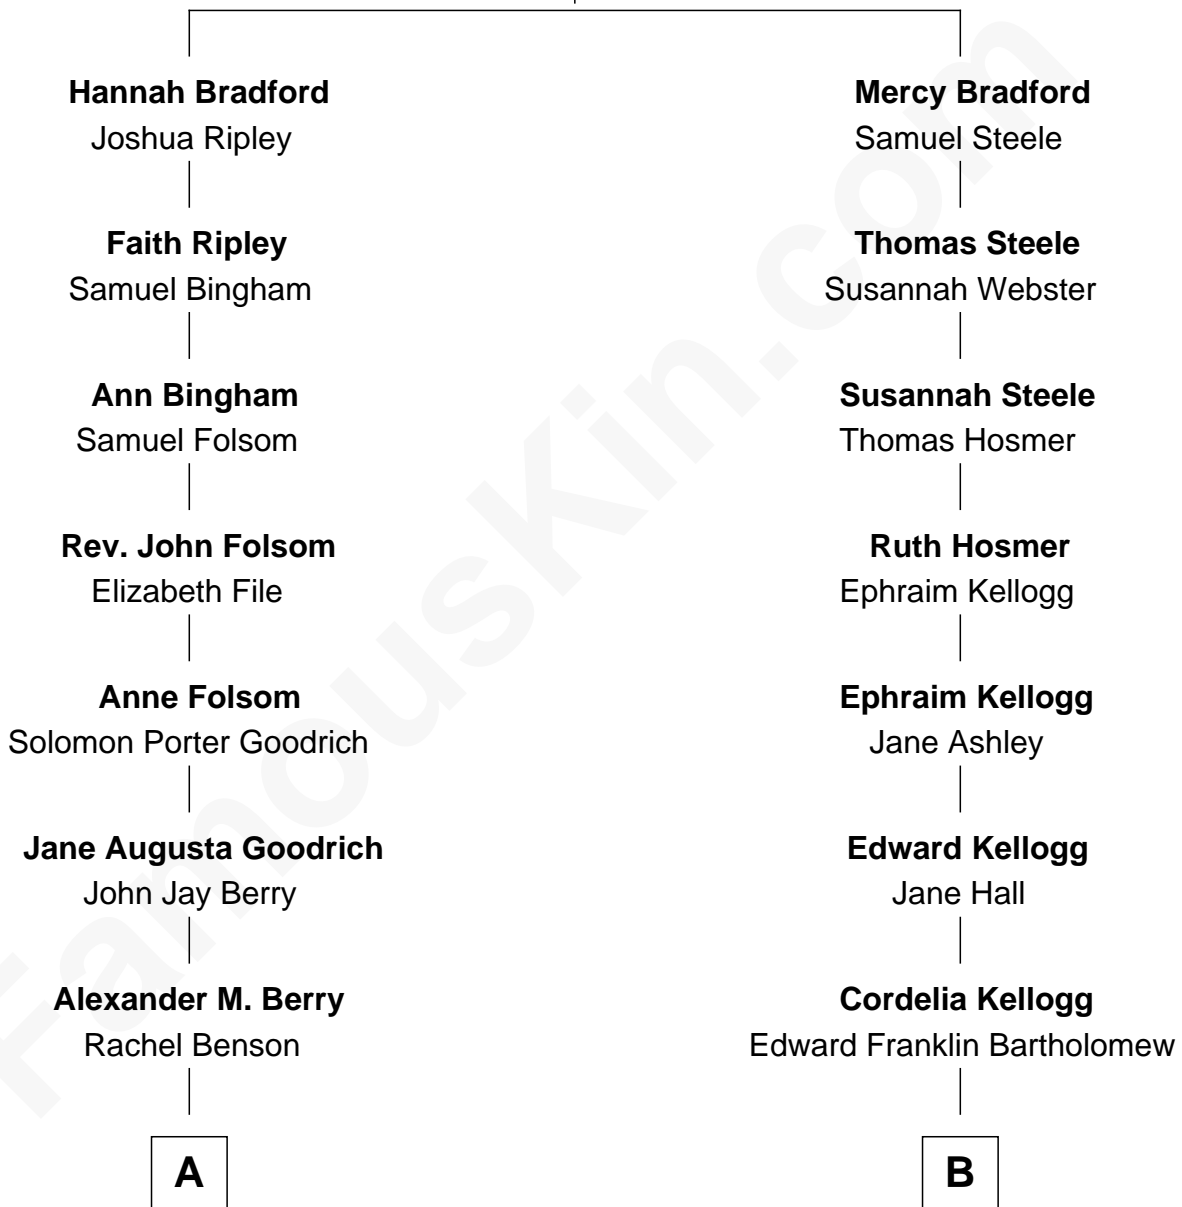 Hannah Bradford
Joshua Ripley
Faith Ripley
Samuel Bingham
Ann Bingham
Samuel Folsom
Rev. John Folsom
Elizabeth File
Anne Folsom
Solomon Porter Goodrich
Jane Augusta Goodrich
John Jay Berry
Alexander M. Berry
Rachel Benson
A
Mercy Bradford
Samuel Steele
Thomas Steele
Susannah Webster
Susannah Steele
Thomas Hosmer
Ruth Hosmer
Ephraim Kellogg
Ephraim Kellogg
Jane Ashley
Edward Kellogg
Jane Hall
Cordelia Kellogg
Edward Franklin Bartholomew
B
FamousKin.com